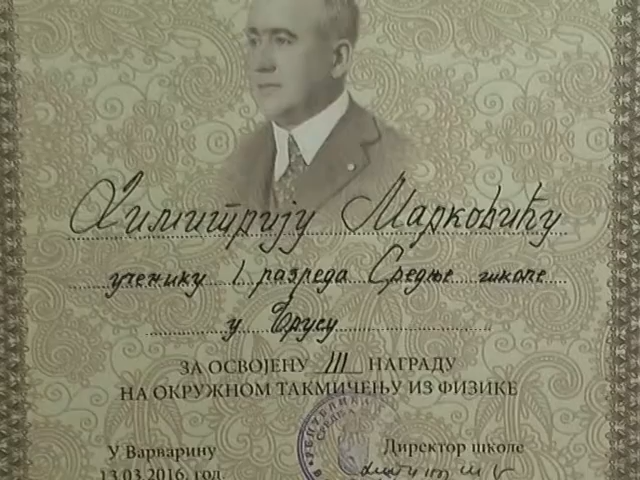 Димитрију Марковићу
ученику I разреда Средње школе
у Брусу
ЗА ОСВОЈЕНУ III НАГРАДУ
НА ОКРУЖНОМ ТАКМИЧЕЊУ ИЗ ФИЗИКЕ
У Варварину
Директор школе
13.03.2016. год.